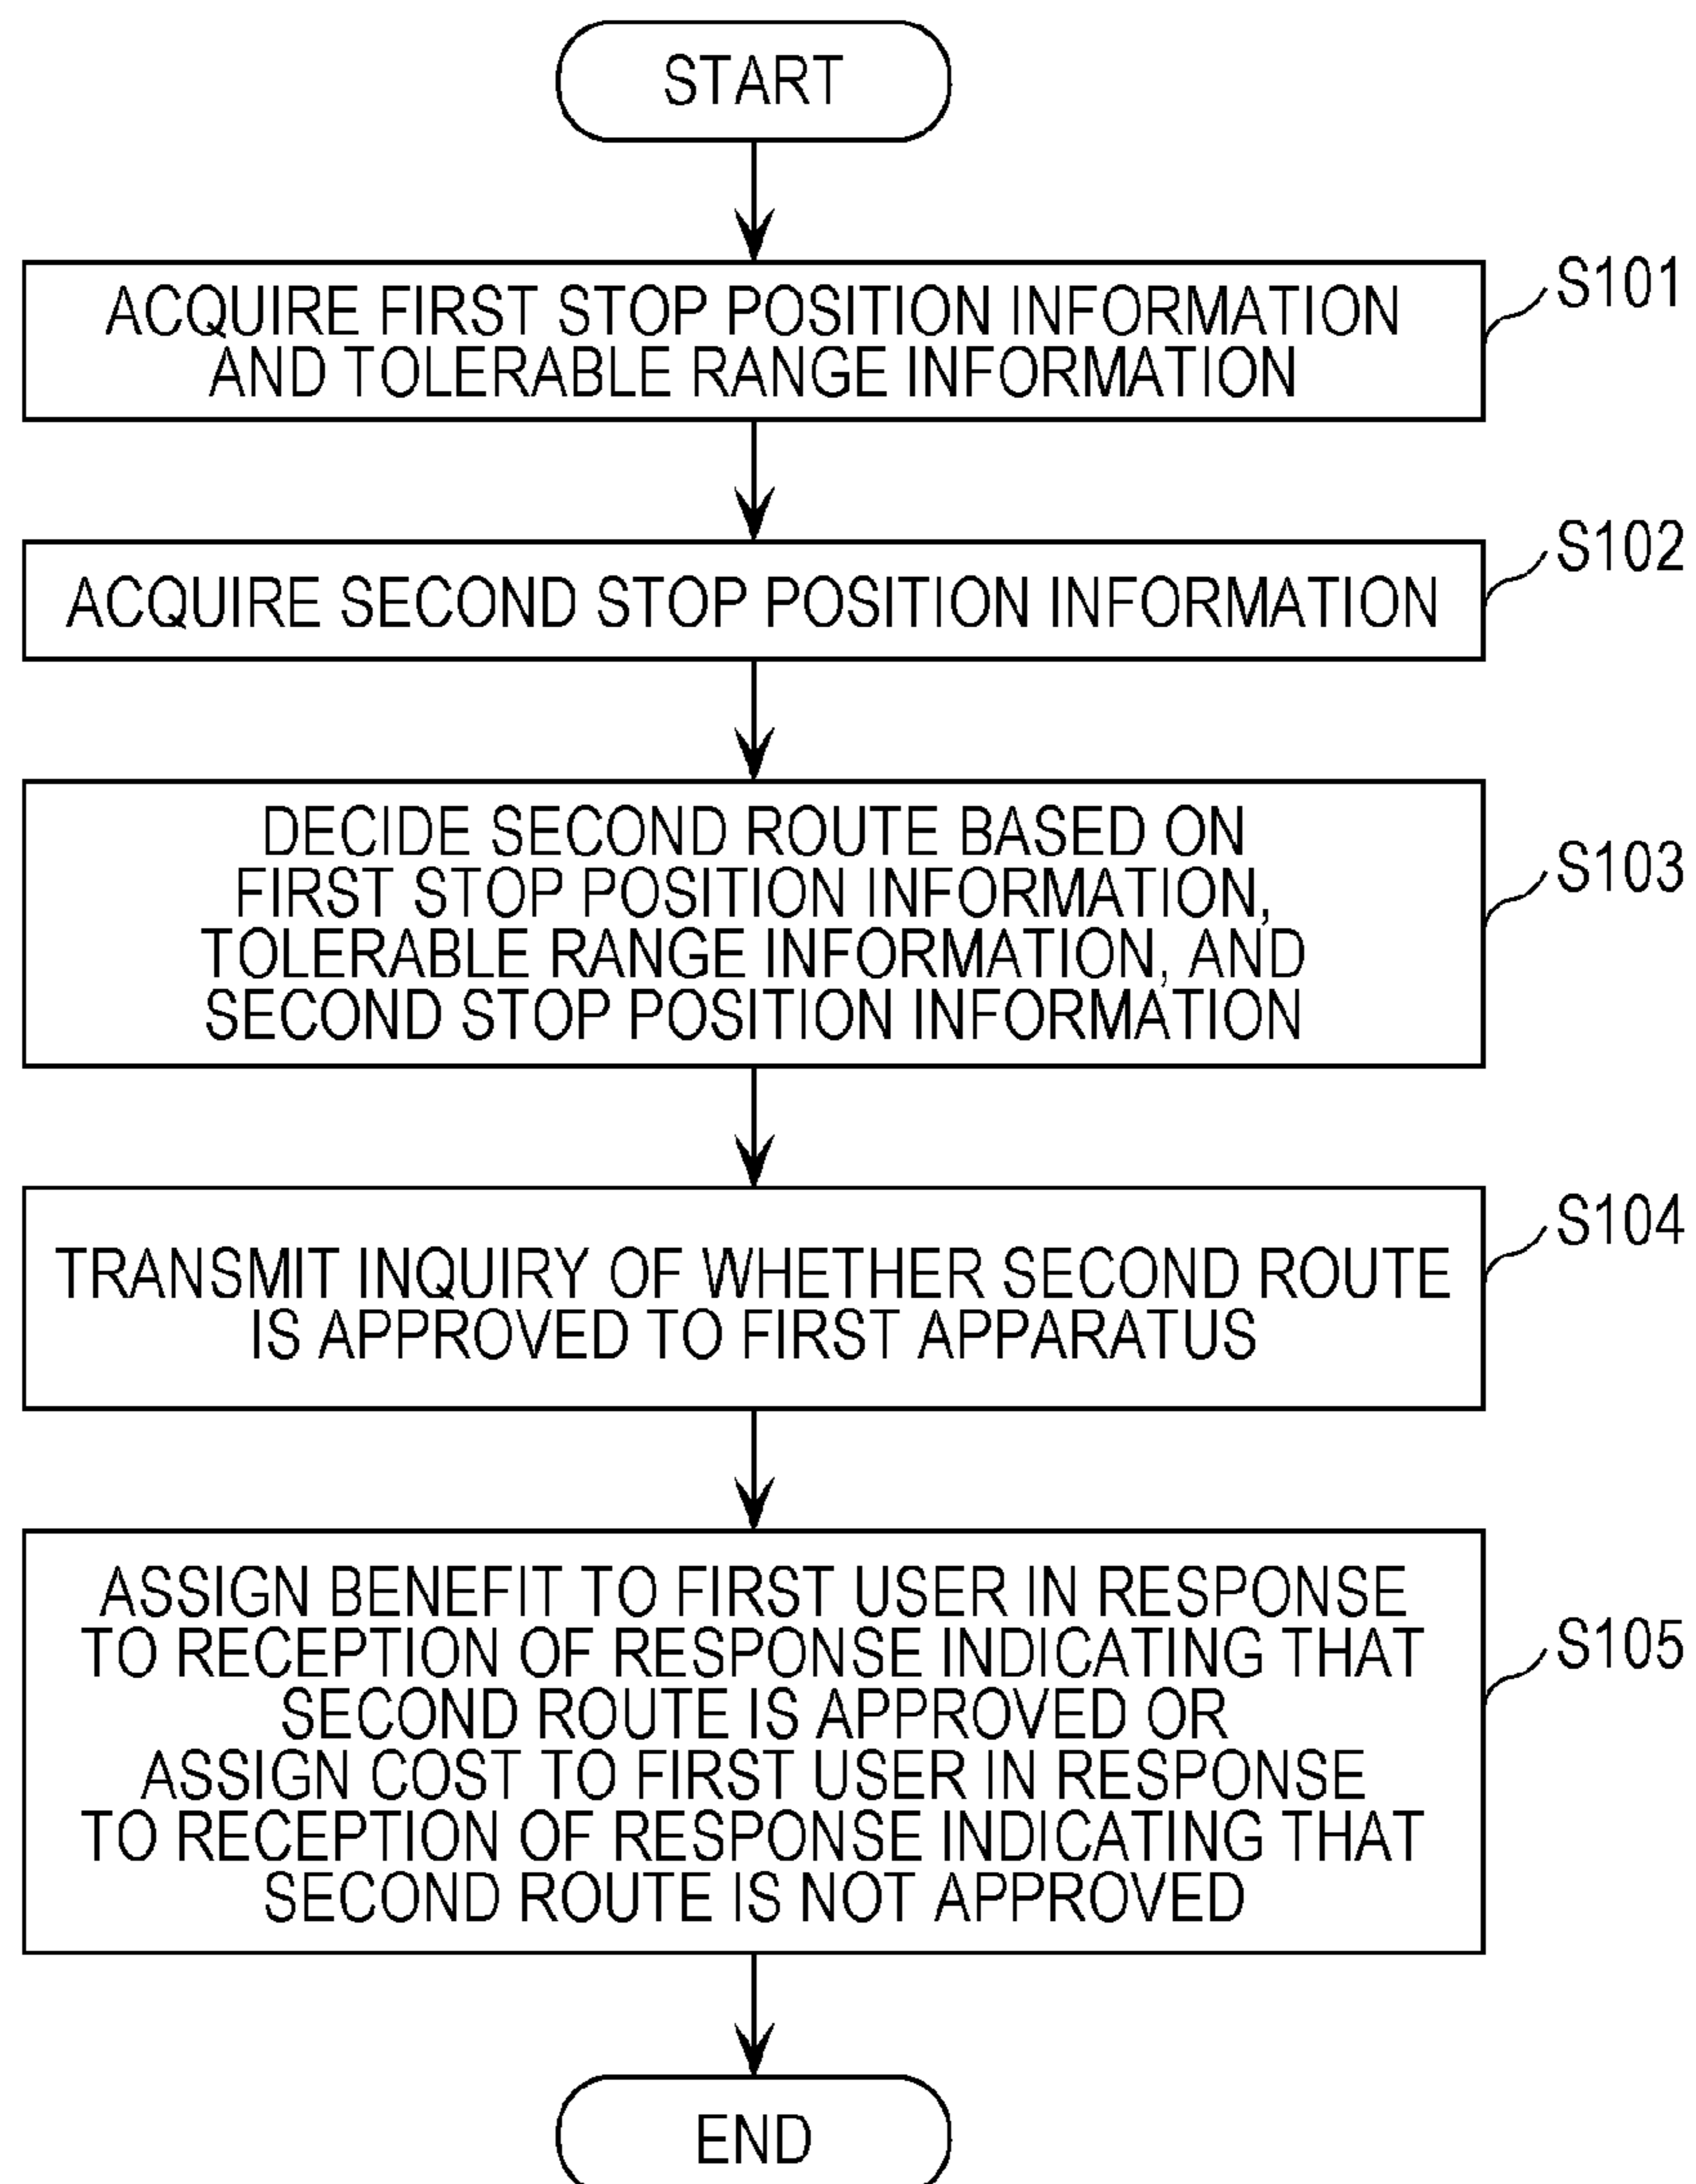 START
ACQUIRE FIRST STOP POSITION INFORMATION
AND TOLERABLE RANGE INFORMATION
S101
ACQUIRE SECOND STOP POSITION INFORMATION
S102
DECIDE SECOND ROUTE BASED ON
FIRST STOP POSITION INFORMATION,
TOLERABLE RANGE INFORMATION, AND
SECOND STOP POSITION INFORMATION
S103
TRANSMIT INQUIRY OF WHETHER SECOND ROUTE
IS APPROVED TO FIRST APPARATUS
S104
ASSIGN BENEFIT TO FIRST USER IN RESPONSE
TO RECEPTION OF RESPONSE INDICATING THAT
SECOND ROUTE IS APPROVED OR
ASSIGN COST TO FIRST USER IN RESPONSE
TO RECEPTION OF RESPONSE INDICATING THAT
SECOND ROUTE IS NOT APPROVED
S105
END